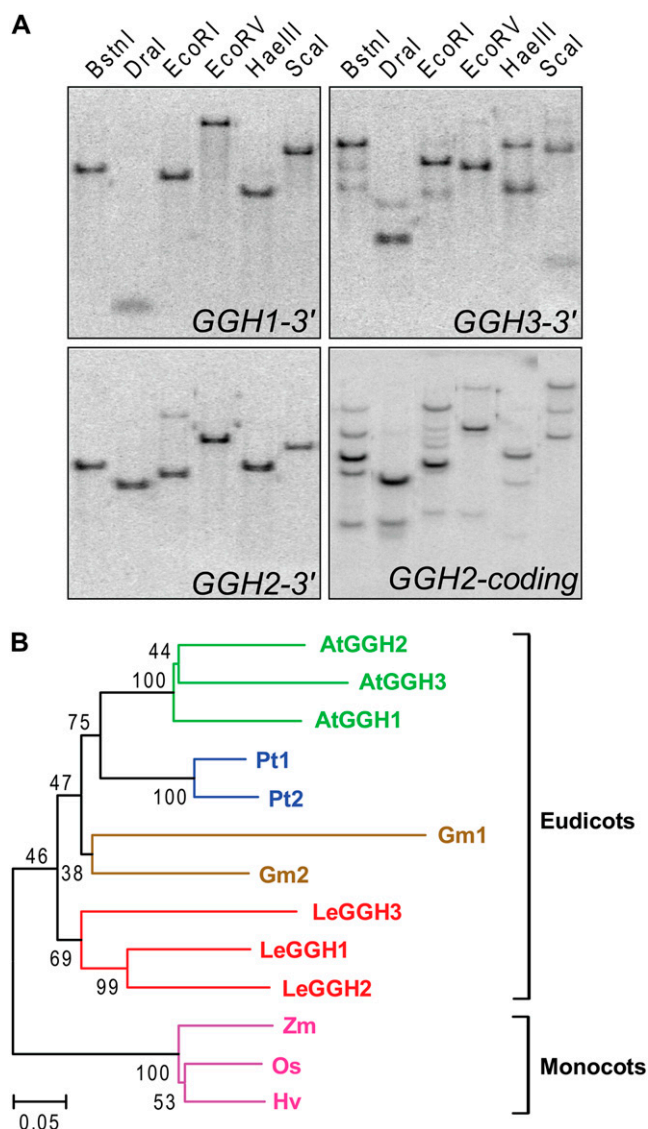 A
BstnI DraI EcoRI EcoRV HaeIII ScaI
BstnI DraI EcoRI EcoRV HaeIII ScaI
GGH1-3'
GGH3-3'
GGH2-3'
GGH2-coding
B
AtGGH2
44
AtGGH3
100
AtGGH1
75
Pt1
47
100
Pt2
Gm1
Eudicots
46
38
Gm2
LeGGH3
69
LeGGH1
99
LeGGH2
Zm
100
Os
Monocots
53
Hv
0.05